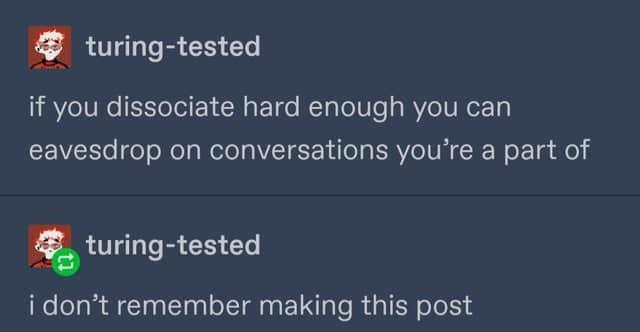 turing-tested
if you dissociate hard enough you can
eavesdrop on conversations you’re a part of
turing-tested
i don’t remember making this post